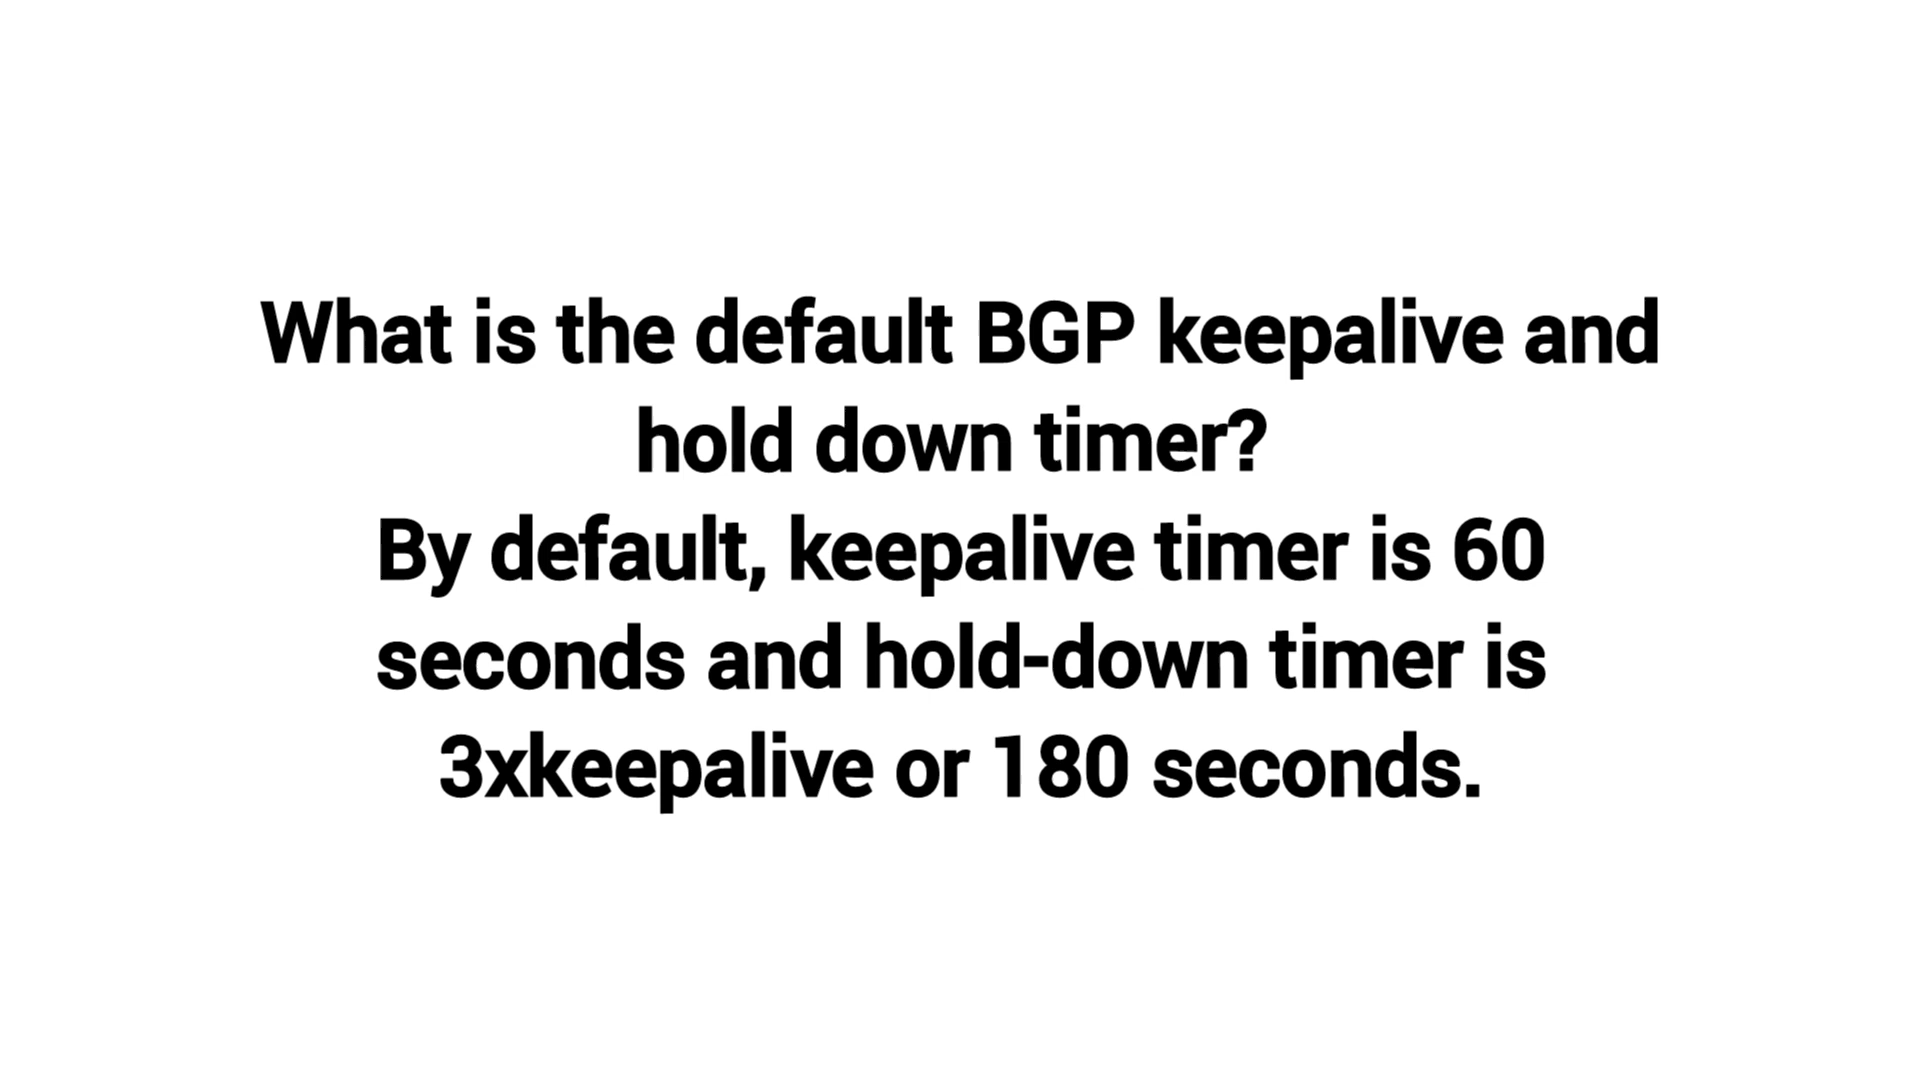 What is the default BGP keepalive and
hold down timer?
By default, keepalive timer is 60
seconds and hold-down timer is
3xkeepalive or 180 seconds.